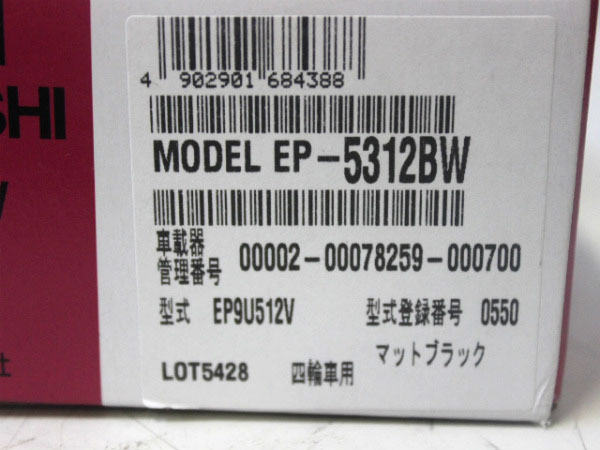 4 902901 684388
SHI
MODEL EP-5312BW
車載器
管理番号 00002-00078259-000700
型式 EP9U512V 型式登録番号 0550
マットブラック
LOT5428 四輪車用
社